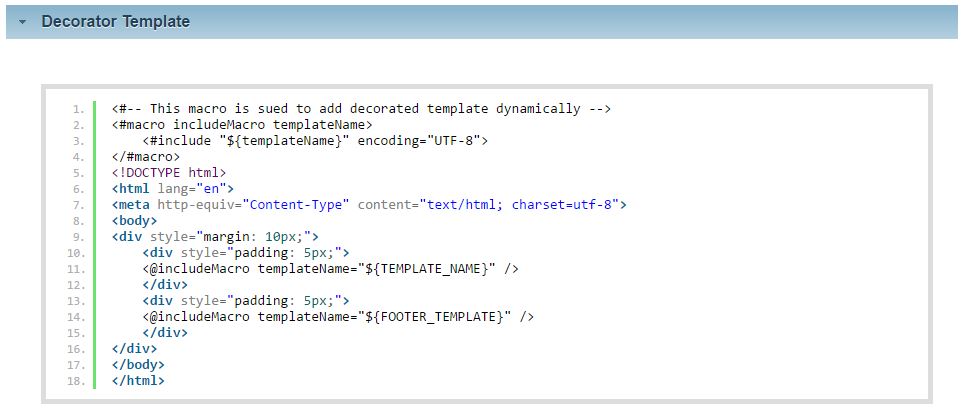 Decorator Template
1. <#-- This macro is sued to add decorated template dynamically -->
2. <#macro includeMacro templateName>
3.     <#include "${templateName}" encoding="UTF-8">
4. </#macro>
5. <!DOCTYPE html>
6. <html lang="en">
7. <meta http-equiv="Content-Type" content="text/html; charset=utf-8">
8. <body>
9. <div style="margin: 10px;">
10.     <div style="padding: 5px;">
11.     <@includeMacro templateName="${TEMPLATE_NAME}" />
12.     </div>
13.     <div style="padding: 5px;">
14.     <@includeMacro templateName="${FOOTER_TEMPLATE}" />
15.     </div>
16. </div>
17. </body>
18. </html>